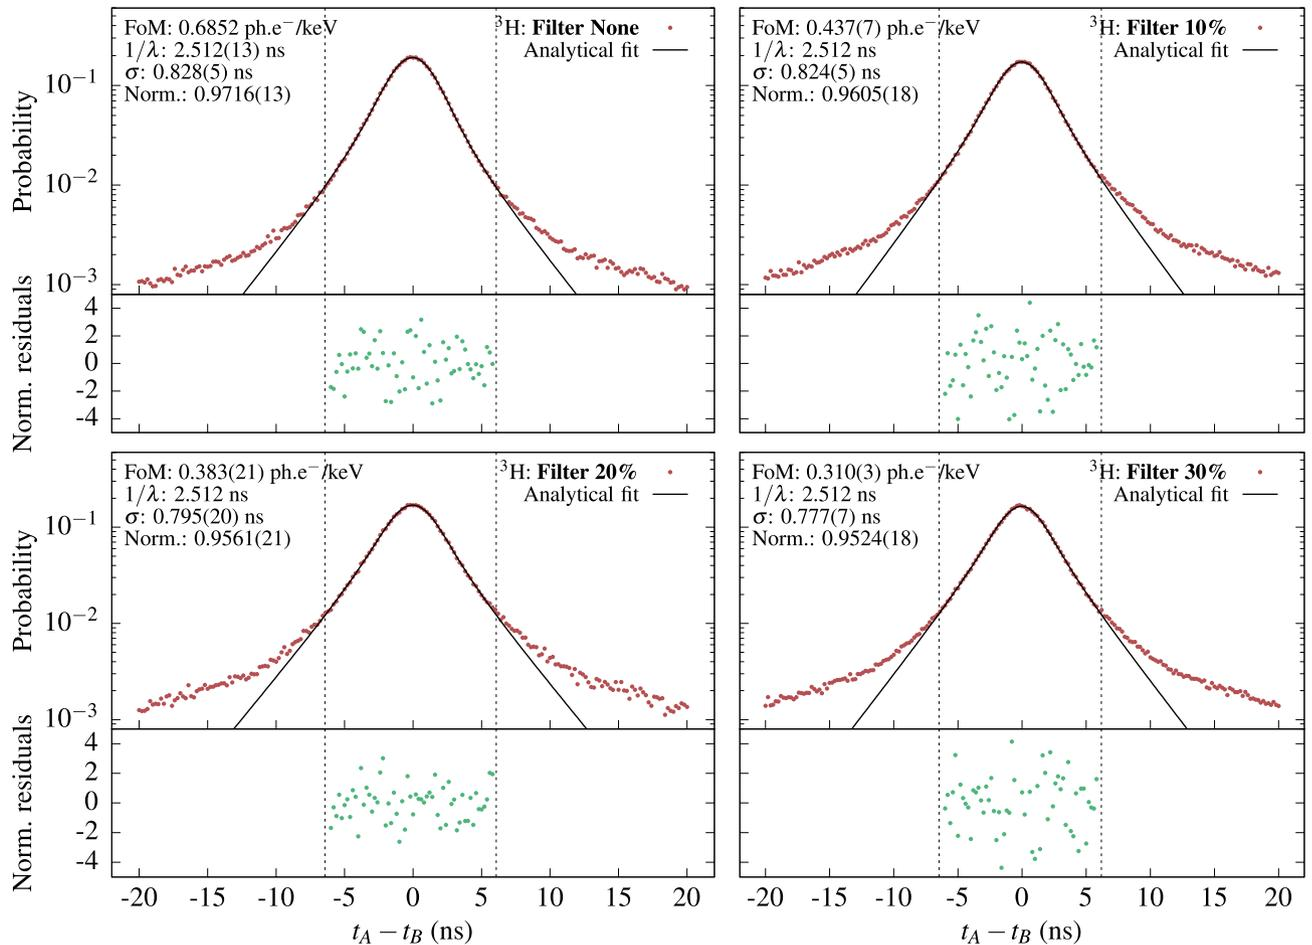 FoM: 0.6852 ph.e⁻/keV
1/λ: 2.512(13) ns
σ: 0.828(5) ns
Norm.: 0.9716(13)
³H: Filter None
Analytical fit
Probability
10⁻¹
10⁻²
10⁻³
Norm. residuals
4
2
0
-2
-4
FoM: 0.437(7) ph.e⁻/keV
1/λ: 2.512 ns
σ: 0.824(5) ns
Norm.: 0.9605(18)
³H: Filter 10%
Analytical fit
FoM: 0.383(21) ph.e⁻/keV
1/λ: 2.512 ns
σ: 0.795(20) ns
Norm.: 0.9561(21)
³H: Filter 20%
Analytical fit
Probability
10⁻¹
10⁻²
10⁻³
Norm. residuals
4
2
0
-2
-4
-20 -15 -10 -5 0 5 10 15 20
t_A − t_B (ns)
FoM: 0.310(3) ph.e⁻/keV
1/λ: 2.512 ns
σ: 0.777(7) ns
Norm.: 0.9524(18)
³H: Filter 30%
Analytical fit
-20 -15 -10 -5 0 5 10 15 20
t_A − t_B (ns)